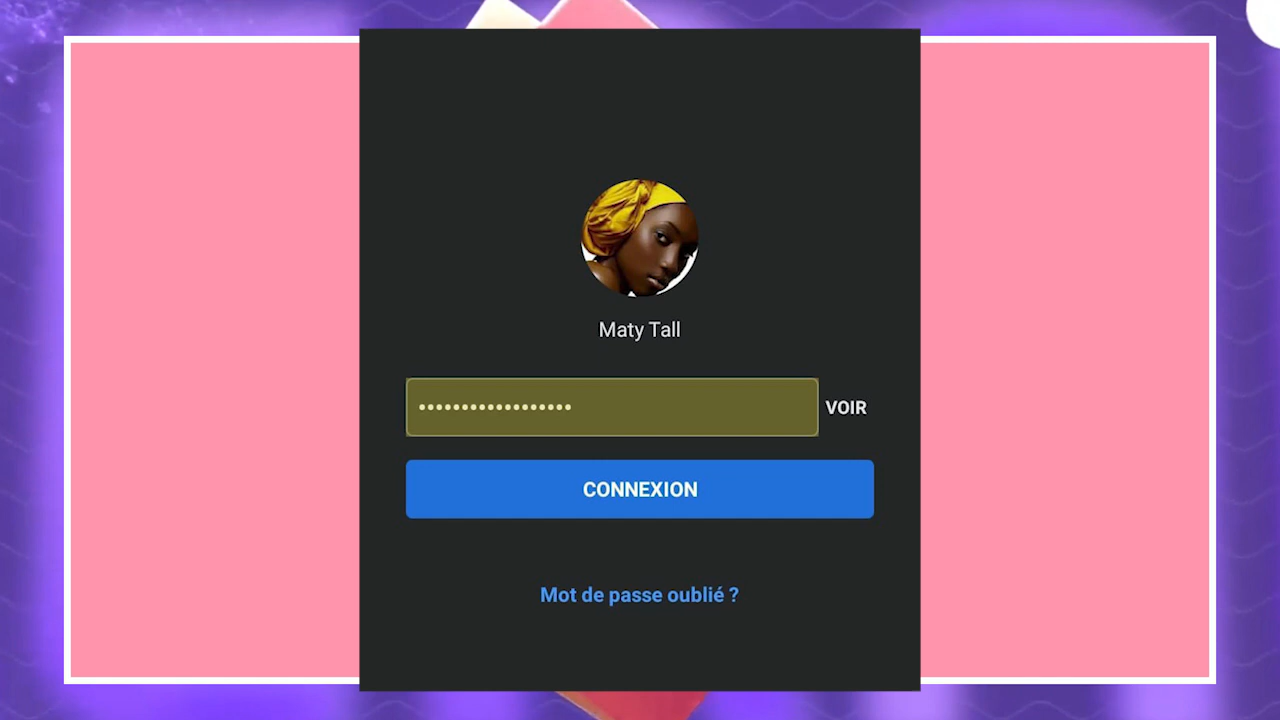 Maty Tall
•••••••••••••••••• VOIR
CONNEXION
Mot de passe oublié ?